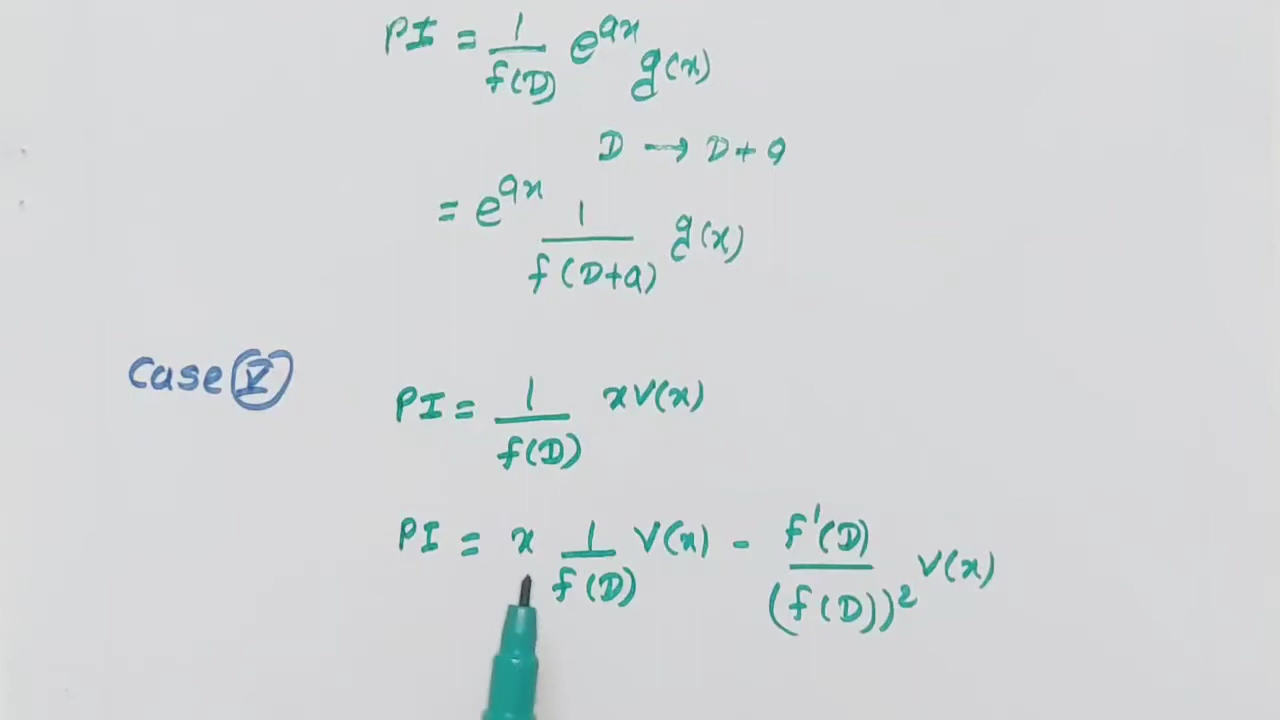 PI = 1/f(D) e^{ax} g(x)
D → D+a
= e^{ax} 1/f(D+a) g(x)
Case V
PI = 1/f(D) xV(x)
PI = x 1/f(D) V(x) - f'(D)/(f(D))² V(x)